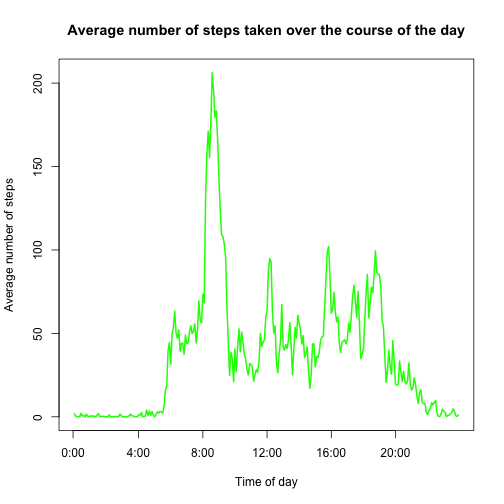 Average number of steps taken over the course of the day
Average number of steps
200
150
100
50
0
0:00 4:00 8:00 12:00 16:00 20:00
Time of day